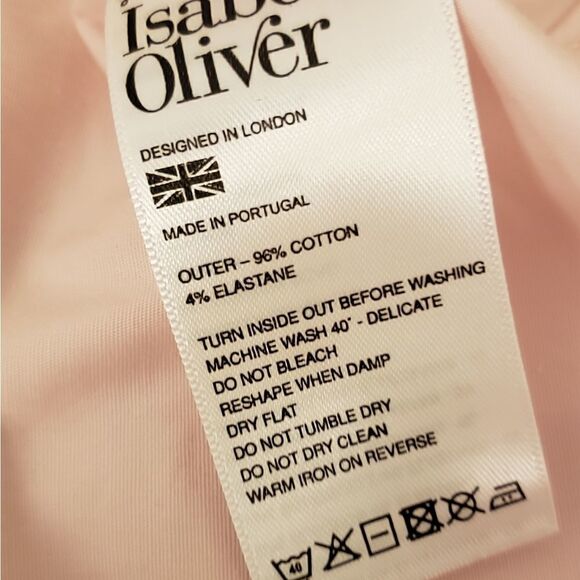 Oliver
DESIGNED IN LONDON
MADE IN PORTUGAL
OUTER – 96% COTTON
4% ELASTANE
TURN INSIDE OUT BEFORE WASHING
MACHINE WASH 40° - DELICATE
DO NOT BLEACH
RESHAPE WHEN DAMP
DRY FLAT
DO NOT TUMBLE DRY
DO NOT DRY CLEAN
WARM IRON ON REVERSE
40